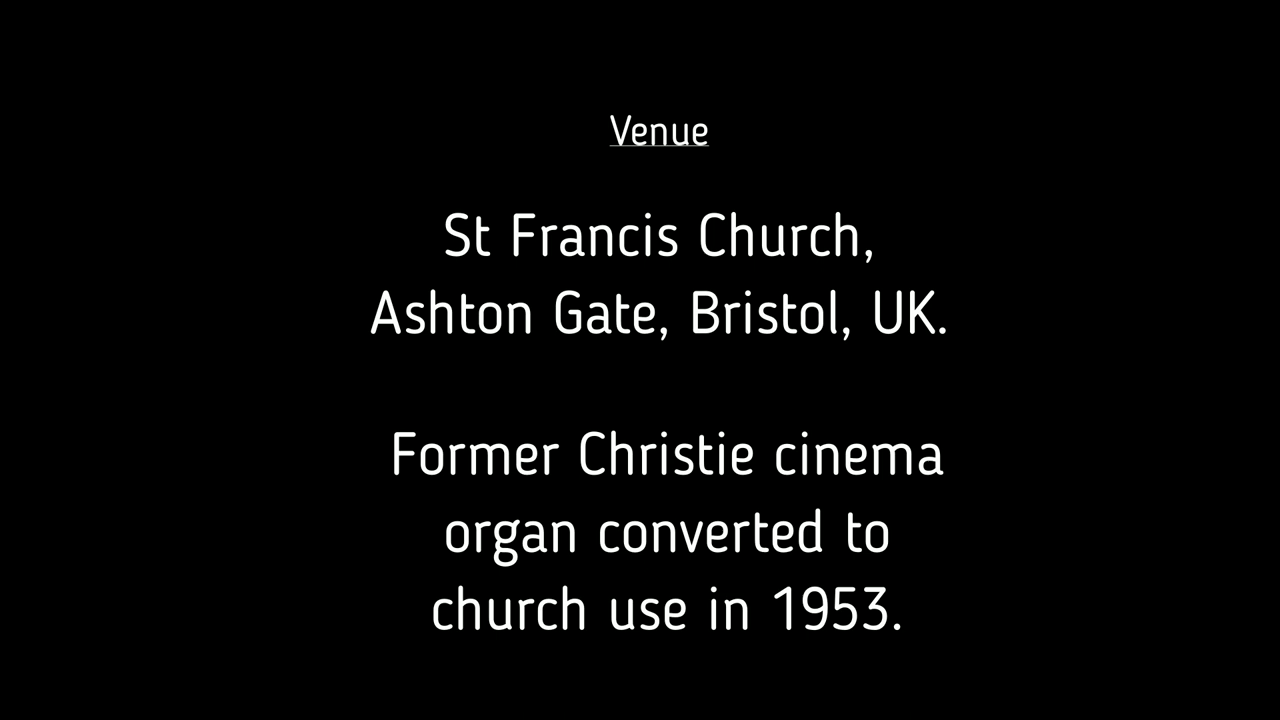 Venue
St Francis Church,
Ashton Gate, Bristol, UK.
Former Christie cinema
organ converted to
church use in 1953.